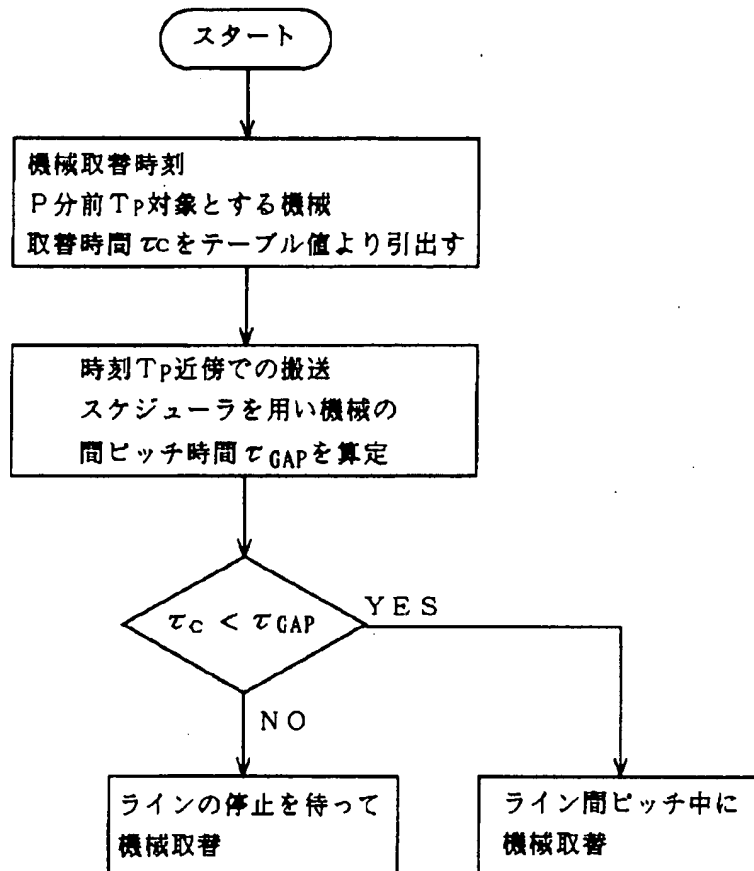 スタート
機械取替時刻
P分前TP対象とする機械
取替時間τCをテーブル値より引出す
時刻TP近傍での搬送
スケジューラを用い機械の
間ピッチ時間τGAPを算定
τC < τGAP
YES
NO
ラインの停止を待って
機械取替
ライン間ピッチ中に
機械取替